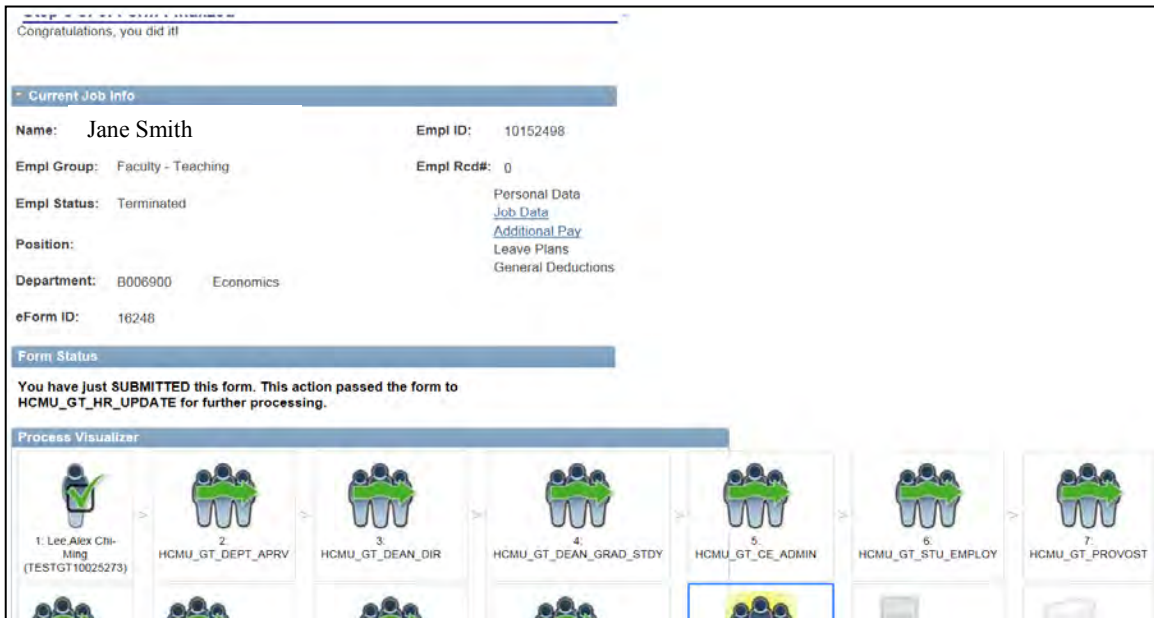 Congratulations, you did it!
Current Job Info
Name: Jane Smith Empl ID: 10152498
Empl Group: Faculty - Teaching Empl Rcd#: 0
Personal Data
Empl Status: Terminated
Job Data
Additional Pay
Position:
Leave Plans
General Deductions
Department: B006900 Economics
eForm ID: 16248
Form Status
You have just SUBMITTED this form. This action passed the form to
HCMU_GT_HR_UPDATE for further processing.
Process Visualizer
1: Lee,Alex Chi-
Ming
(TESTGT10025273)
2:
HCMU_GT_DEPT_APRV
3:
HCMU_GT_DEAN_DIR
4:
HCMU_GT_DEAN_GRAD_STDY
5:
HCMU_GT_CE_ADMIN
6:
HCMU_GT_STU_EMPLOY
7:
HCMU_GT_PROVOST